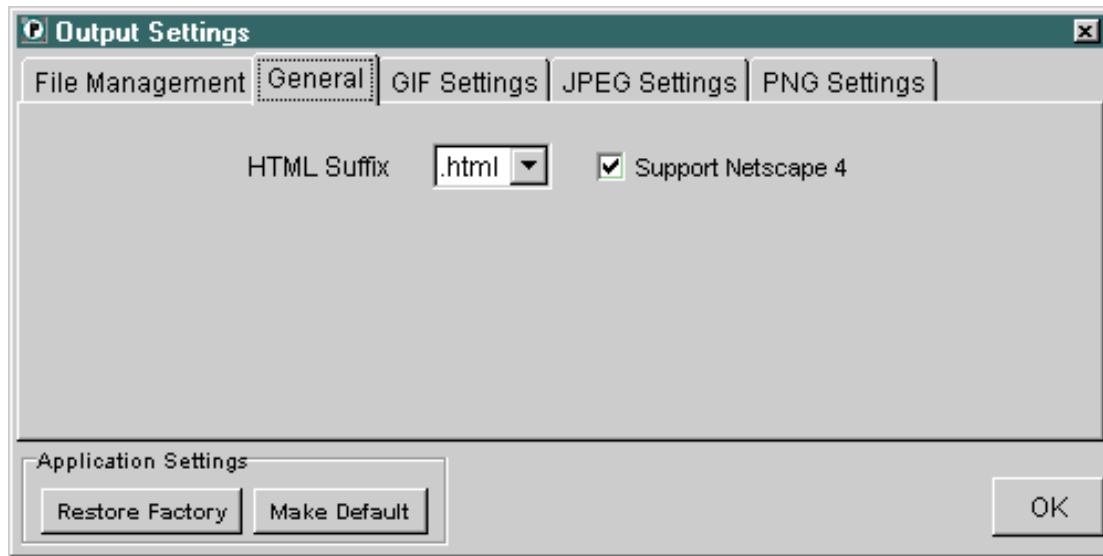 Output Settings
File Management General GIF Settings JPEG Settings PNG Settings
HTML Suffix .html Support Netscape 4
Application Settings
Restore Factory Make Default OK